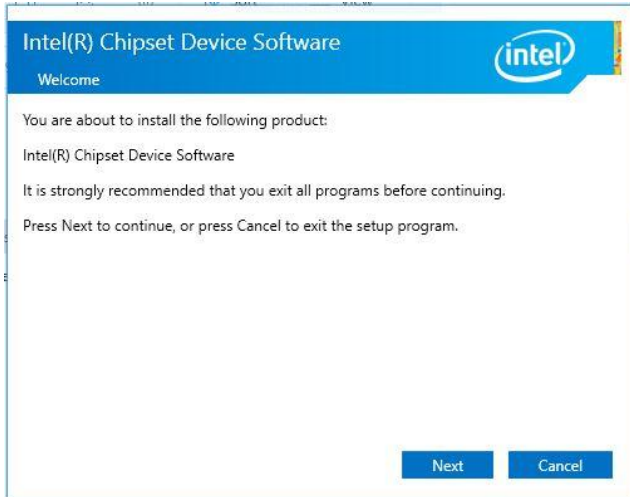 Intel(R) Chipset Device Software
intel
Welcome
You are about to install the following product:
Intel(R) Chipset Device Software
It is strongly recommended that you exit all programs before continuing.
Press Next to continue, or press Cancel to exit the setup program.
Next
Cancel